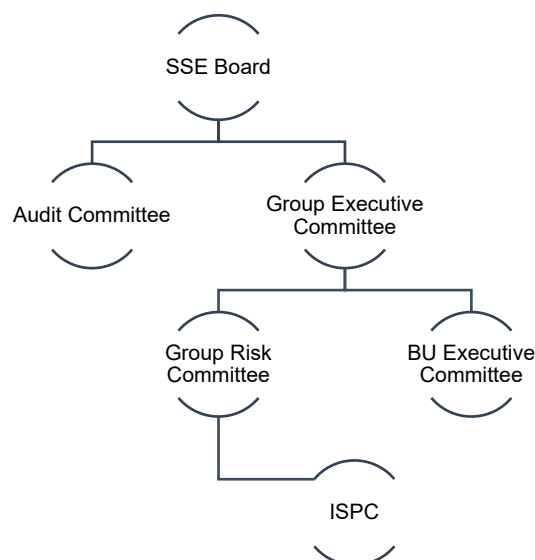 SSE Board
Audit Committee
Group Executive
Committee
Group Risk
Committee
BU Executive
Committee
ISPC